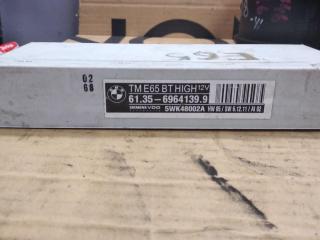 E65
02
68
TM E65 BT HIGH 12V
61.35-6964139.9
SIEMENS VDO 5WK48002A HW 05 / SW 6.12.11 / AI 02